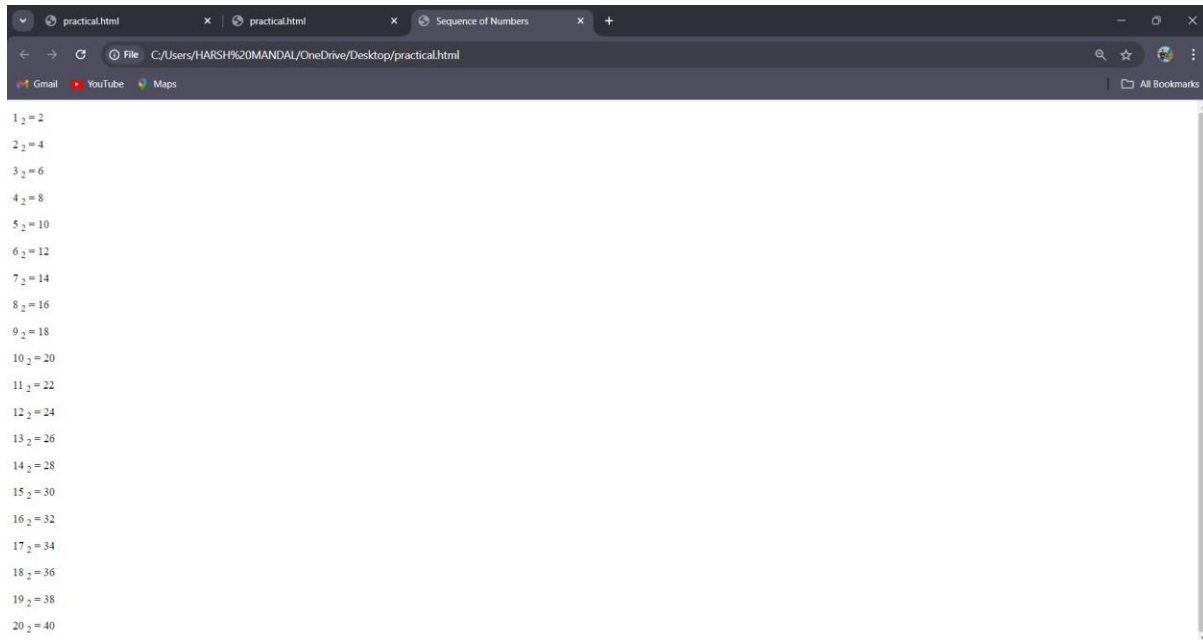 practical.html
practical.html
Sequence of Numbers
File C:/Users/HARSH%20MANDAL/OneDrive/Desktop/practical.html
Gmail YouTube Maps All Bookmarks
1 2 = 2
2 2 = 4
3 2 = 6
4 2 = 8
5 2 = 10
6 2 = 12
7 2 = 14
8 2 = 16
9 2 = 18
10 2 = 20
11 2 = 22
12 2 = 24
13 2 = 26
14 2 = 28
15 2 = 30
16 2 = 32
17 2 = 34
18 2 = 36
19 2 = 38
20 2 = 40